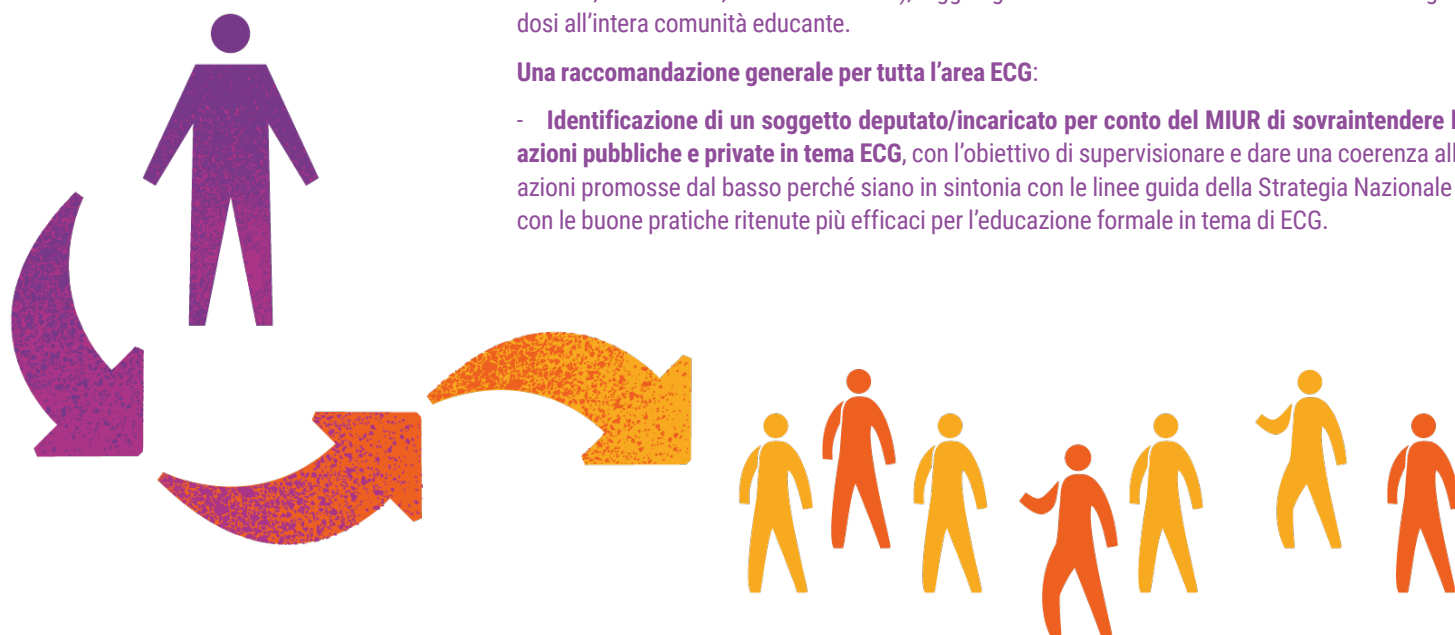 dosi all’intera comunità educante.
Una raccomandazione generale per tutta l’area ECG:
- Identificazione di un soggetto deputato/incaricato per conto del MIUR di sovraintendere
azioni pubbliche e private in tema ECG, con l’obiettivo di supervisionare e dare una coerenza
azioni promosse dal basso perché siano in sintonia con le linee guida della Strategia Nazionale
con le buone pratiche ritenute più efficaci per l’educazione formale in tema di ECG.